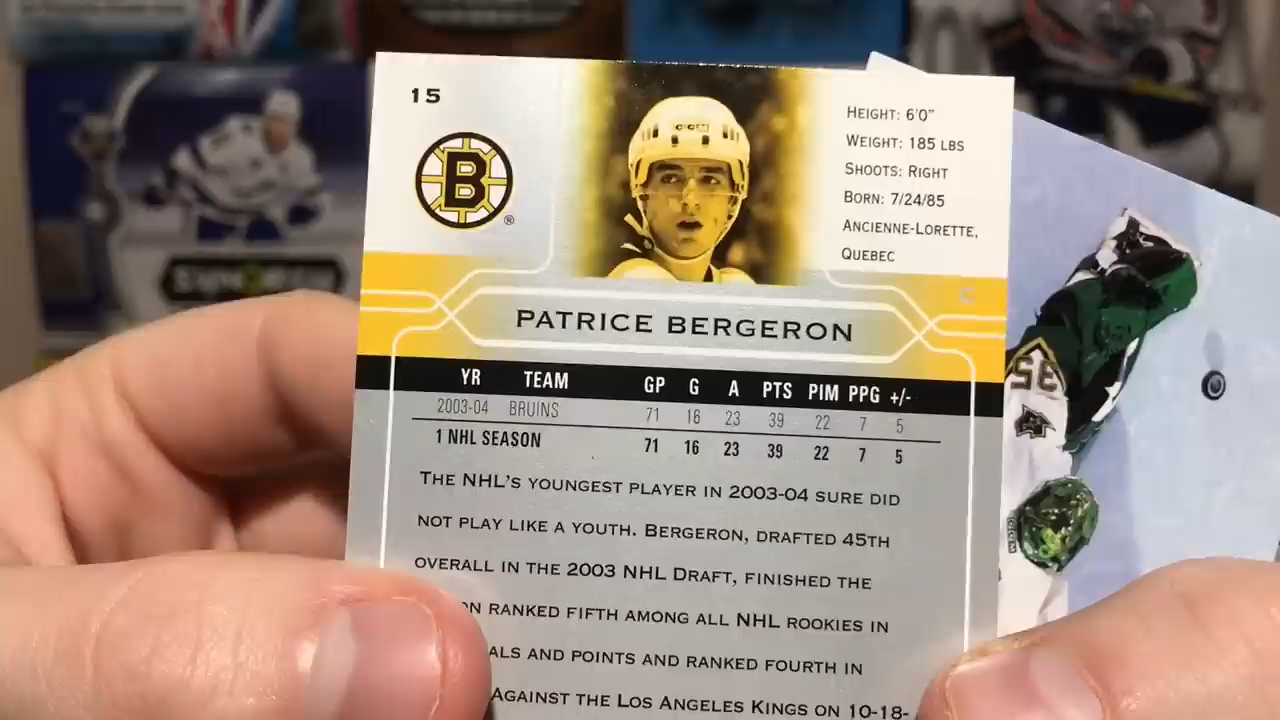 15
B
®
CCM
HEIGHT: 6'0"
WEIGHT: 185 LBS
SHOOTS: RIGHT
BORN: 7/24/85
ANCIENNE-LORETTE,
QUEBEC
C
PATRICE BERGERON
YR TEAM GP G A PTS PIM PPG +/-
2003-04 BRUINS 71 16 23 39 22 7 5
1 NHL SEASON 71 16 23 39 22 7 5
THE NHL'S YOUNGEST PLAYER IN 2003-04 SURE DID
NOT PLAY LIKE A YOUTH. BERGERON, DRAFTED 45TH
OVERALL IN THE 2003 NHL DRAFT, FINISHED THE
ON RANKED FIFTH AMONG ALL NHL ROOKIES IN
ALS AND POINTS AND RANKED FOURTH IN
AGAINST THE LOS ANGELES KINGS ON 10-18-
35